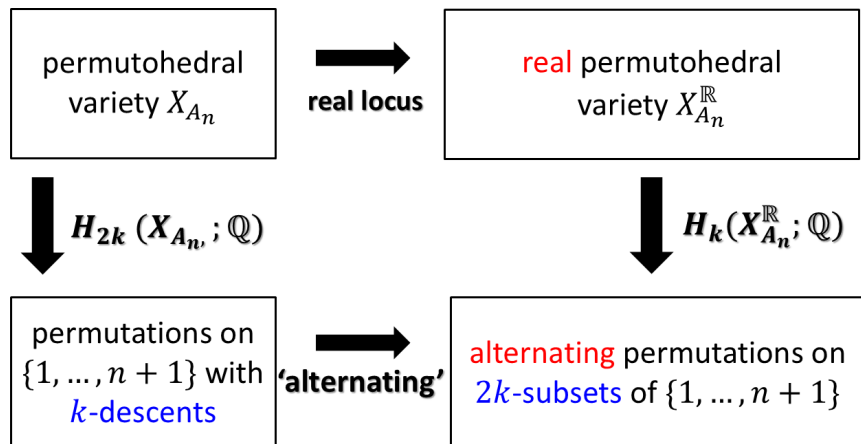 permutohedral
variety X_{A_n}
real locus
real permutohedral
variety X^ℝ_{A_n}
H_{2k} (X_{A_n,} ; ℚ)
H_k(X^ℝ_{A_n}; ℚ)
permutations on
{1, … , n + 1} with
k-descents
'alternating'
alternating permutations on
2k-subsets of {1, … , n + 1}